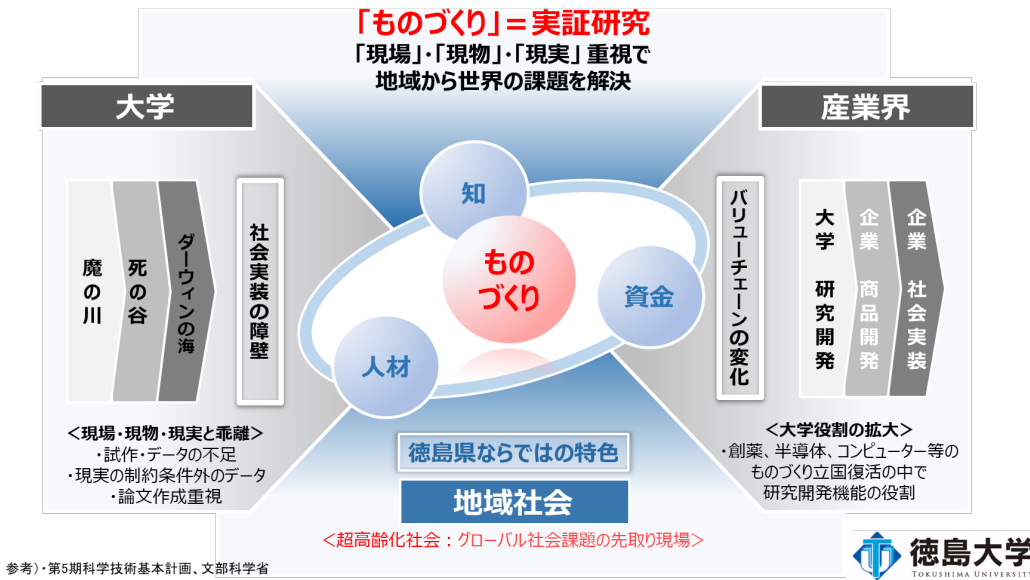 「ものづくり」＝実証研究
「現場」・「現物」・「現実」重視で
地域から世界の課題を解決
大学
魔の川
死の谷
ダーウィンの海
社会実装の障壁
＜現場・現物・現実と乖離＞
・試作・データの不足
・現実の制約条件外のデータ
・論文作成重視
知
もの
づくり
資金
人材
産業界
バリューチェーンの変化
大学 研究開発
企業 商品開発
企業 社会実装
＜大学役割の拡大＞
・創薬、半導体、コンピューター等の
ものづくり立国復活の中で
研究開発機能の役割
徳島県ならではの特色
地域社会
＜超高齢化社会：グローバル社会課題の先取り現場＞
参考）・第5期科学技術基本計画、文部科学省
徳島大学
TOKUSHIMA UNIVERSITY